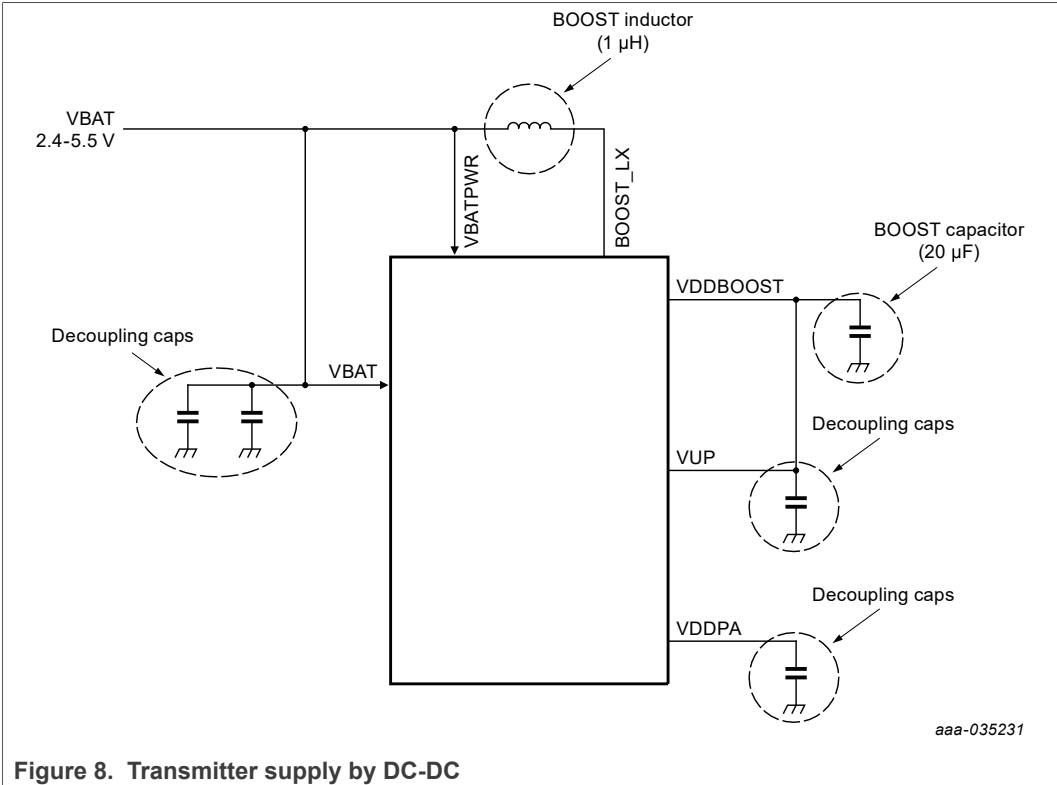 BOOST inductor
(1 µH)
VBAT
2.4-5.5 V
VBATPWR
BOOST_LX
BOOST capacitor
(20 µF)
VDDBOOST
Decoupling caps
VBAT
Decoupling caps
VUP
Decoupling caps
VDDPA
aaa-035231
Figure 8. Transmitter supply by DC-DC